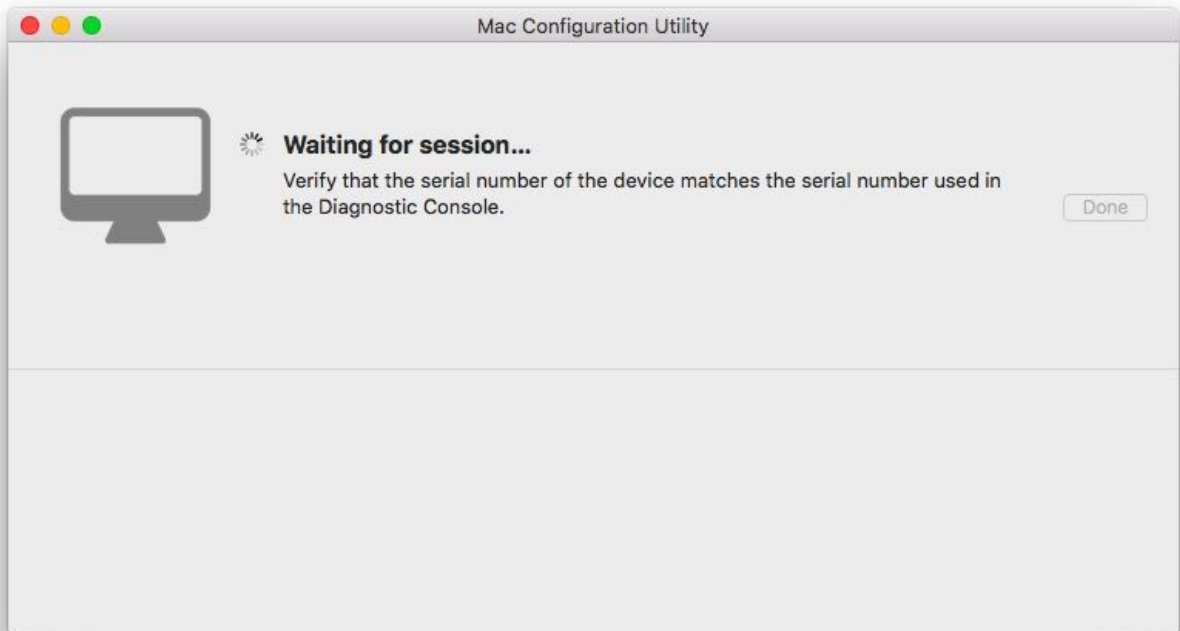 Mac Configuration Utility
Waiting for session...
Verify that the serial number of the device matches the serial number used in
the Diagnostic Console.
Done